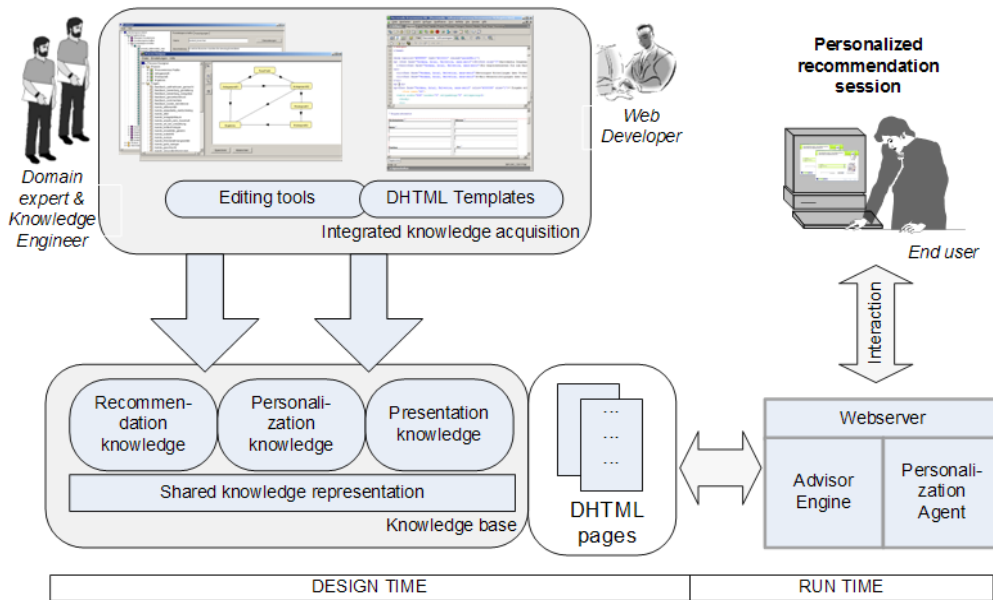 Personalized
recommendation
session
Web
Developer
Domain
expert &
Knowledge
Engineer
Editing tools
DHTML Templates
Integrated knowledge acquisition
End user
Interaction
Recommen-
dation
knowledge
Personali-
zation
knowledge
Presentation
knowledge
Shared knowledge representation
Knowledge base
...
...
DHTML
pages
Webserver
Advisor
Engine
Personali-
zation
Agent
DESIGN TIME
RUN TIME